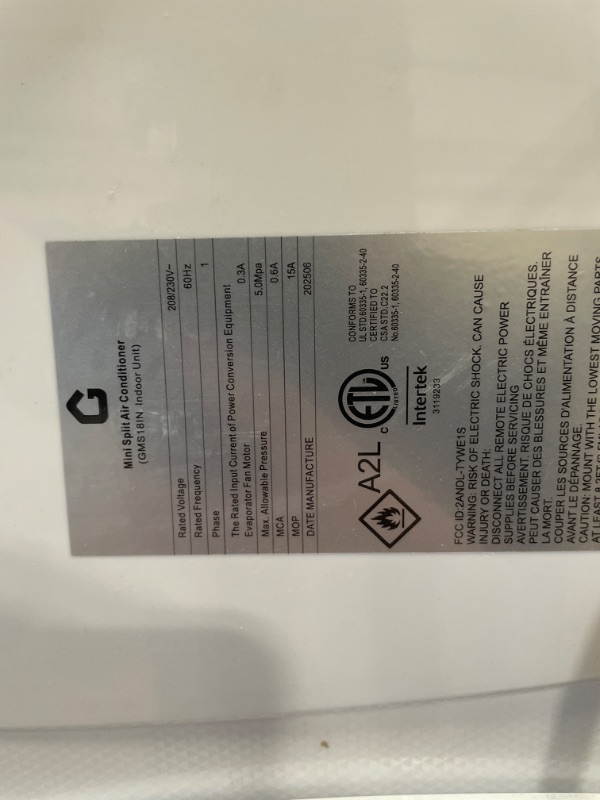 G
Mini Split Air Conditioner
(GMS18IN Indoor Unit)
Rated Voltage 208/230V~
Rated Frequency 60Hz
Phase 1
The Rated Input Current of Power Conversion Equipment
Evaporator Fan Motor 0.3A
Max. Allowable Pressure 5.0Mpa
MCA 0.6A
MOP 15A
DATE MANUFACTURE 202506
A2L
C ETL US
LISTED
Intertek
3119233
CONFORMS TO
UL STD.60335-1, 60335-2-40
CERTIFIED TO
CSA STD.C22.2
No.60335-1, 60335-2-40
FCC ID:2ANDL-TYWE1S
WARNING: RISK OF ELECTRIC SHOCK. CAN CAUSE
INJURY OR DEATH:
DISCONNECT ALL REMOTE ELECTRIC POWER
SUPPLIES BEFORE SERVICING
AVERTISSEMENT. RISQUE DE CHOCS ÉLECTRIQUES.
PEUT CAUSER DES BLESSURES ET MÊME ENTRAÎNER
LA MORT.
COUPER LES SOURCES D'ALIMENTATION À DISTANCE
AVANT LE DÉPANNAGE.
CAUTION: MOUNT WITH THE LOWEST MOVING PARTS
AT LEAST